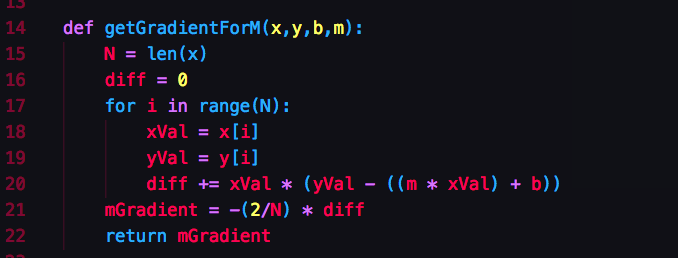 13
14 def getGradientForM(x,y,b,m):
15     N = len(x)
16     diff = 0
17     for i in range(N):
18         xVal = x[i]
19         yVal = y[i]
20         diff += xVal * (yVal - ((m * xVal) + b))
21     mGradient = -(2/N) * diff
22     return mGradient